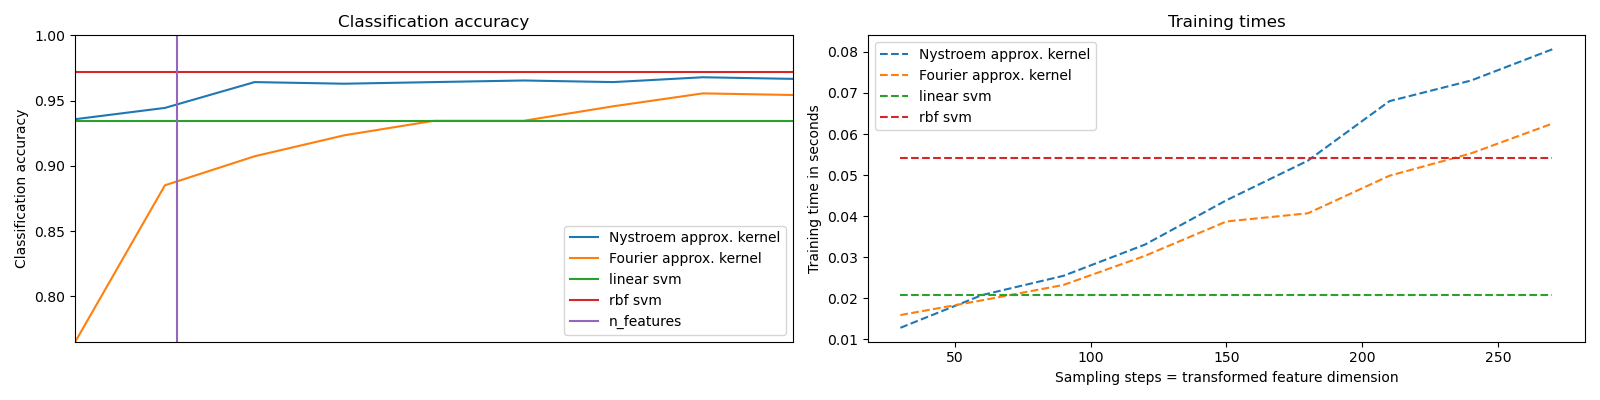 Classification accuracy
1.00
0.95
0.90
0.85
0.80
Classification accuracy
Nystroem approx. kernel
Fourier approx. kernel
linear svm
rbf svm
n_features
Training times
0.08
0.07
0.06
0.05
0.04
0.03
0.02
0.01
Training time in seconds
Nystroem approx. kernel
Fourier approx. kernel
linear svm
rbf svm
50
100
150
200
250
Sampling steps = transformed feature dimension